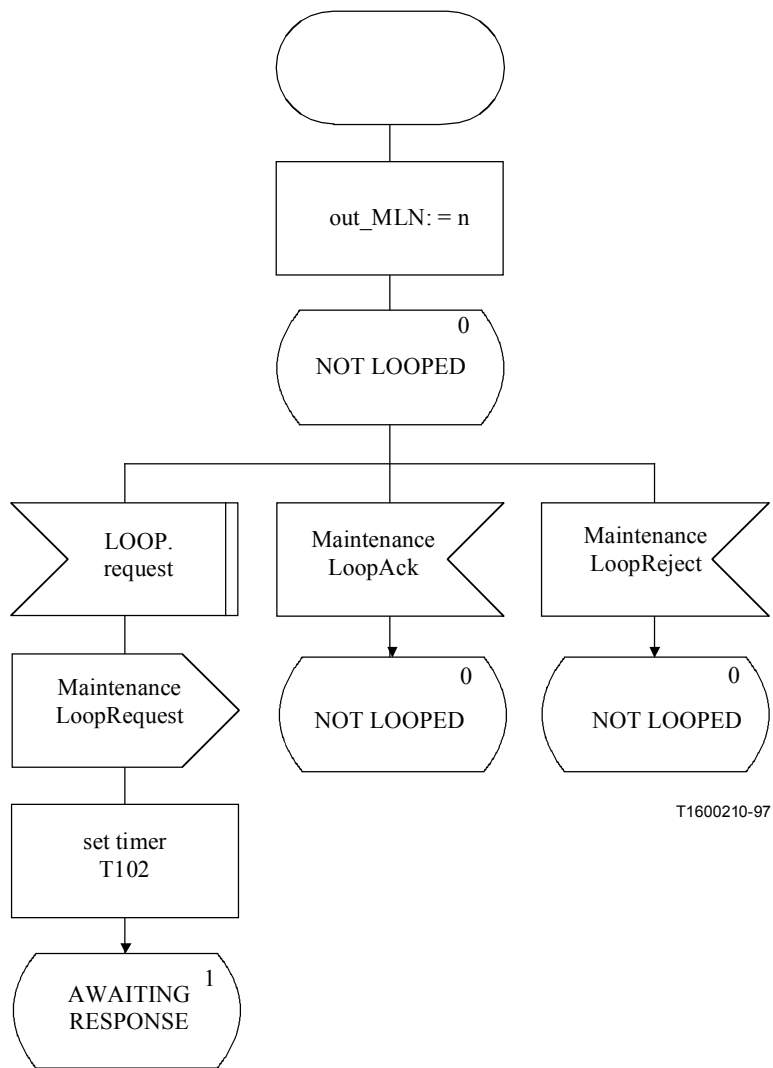 out_MLN: = n
0
NOT LOOPED
LOOP.
request
Maintenance
LoopAck
Maintenance
LoopReject
Maintenance
LoopRequest
0
NOT LOOPED
0
NOT LOOPED
set timer
T102
T1600210-97
1
AWAITING
RESPONSE